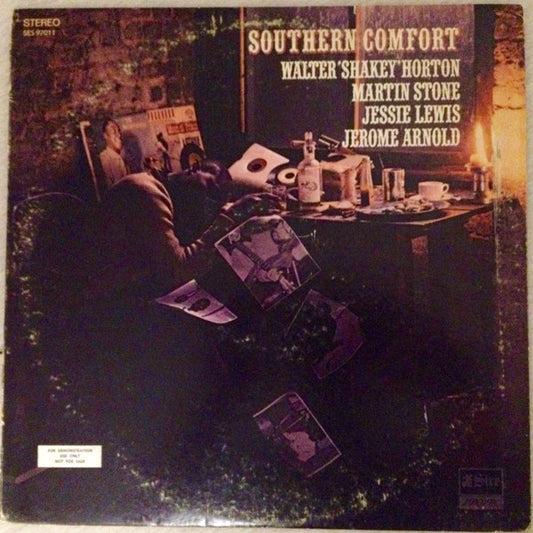 STEREO
SES 97011
SOUTHERN COMFORT
WALTER 'SHAKEY' HORTON
MARTIN STONE
JESSIE LEWIS
JEROME ARNOLD
FOR DEMONSTRATION
USE ONLY
NOT FOR SALE
Sire